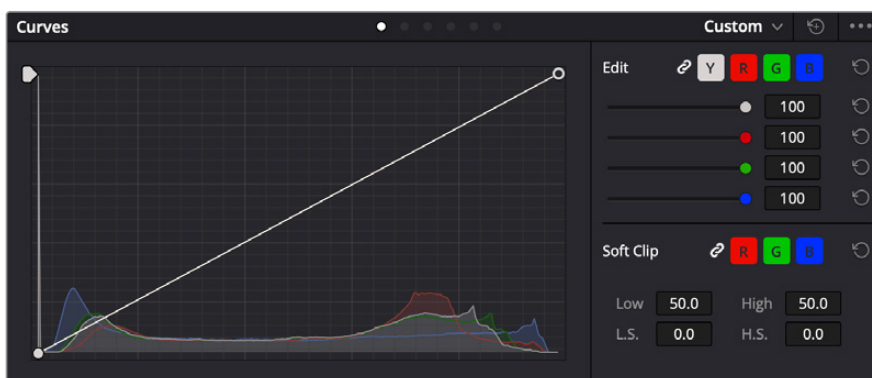 Curves
Custom
Edit
Y R G B
100
100
100
100
Soft Clip
R G B
Low 50.0 High 50.0
L.S. 0.0 H.S. 0.0